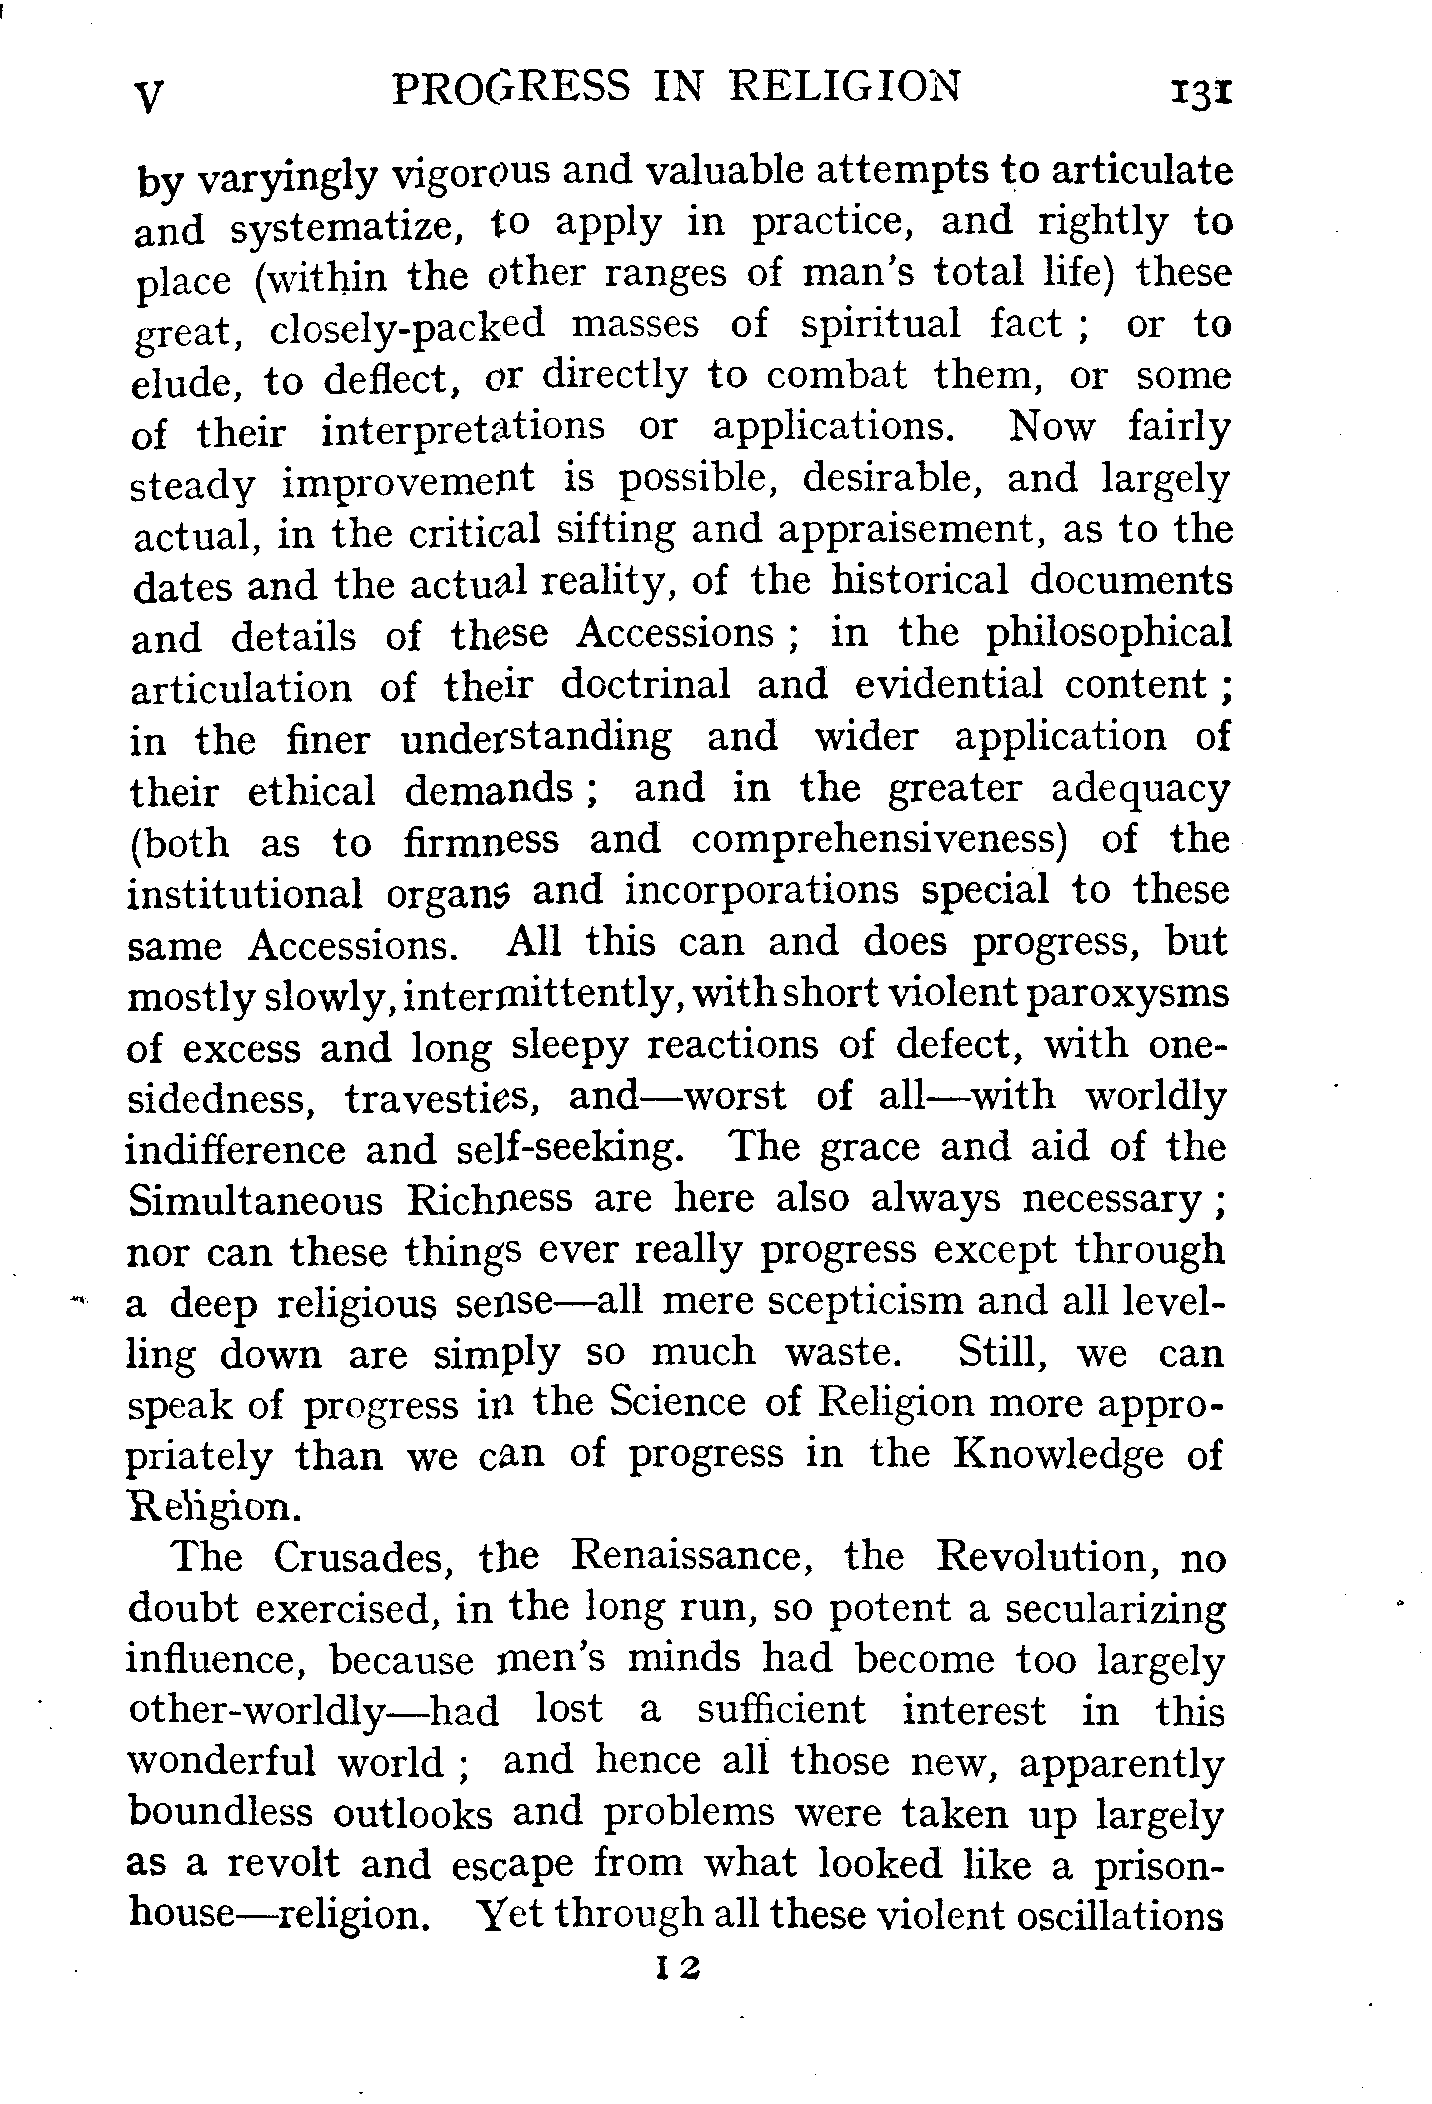 V PROGRESS IN RELIGION 131
by varyingly vigorous and valuable attempts to articulate
and systematize, to apply in practice, and rightly to
place (within the other ranges of man's total life) these
great, closely-packed masses of spiritual fact ; or to
elude, to deflect, or directly to combat them, or some
of their interpretations or applications. Now fairly
steady improvement is possible, desirable, and largely
actual, in the critical sifting and appraisement, as to the
dates and the actual reality, of the historical documents
and details of these Accessions ; in the philosophical
articulation of their doctrinal and evidential content ;
in the finer understanding and wider application of
their ethical demands ; and in the greater adequacy
(both as to firmness and comprehensiveness) of the
institutional organs and incorporations special to these
same Accessions. All this can and does progress, but
mostly slowly, intermittently, with short violent paroxysms
of excess and long sleepy reactions of defect, with one-
sidedness, travesties, and—worst of all—with worldly
indifference and self-seeking. The grace and aid of the
Simultaneous Richness are here also always necessary ;
nor can these things ever really progress except through
a deep religious sense—all mere scepticism and all level-
ling down are simply so much waste. Still, we can
speak of progress in the Science of Religion more appro-
priately than we can of progress in the Knowledge of
Religion.
The Crusades, the Renaissance, the Revolution, no
doubt exercised, in the long run, so potent a secularizing
influence, because men's minds had become too largely
other-worldly—had lost a sufficient interest in this
wonderful world ; and hence all those new, apparently
boundless outlooks and problems were taken up largely
as a revolt and escape from what looked like a prison-
house—religion. Yet through all these violent oscillations
I 2